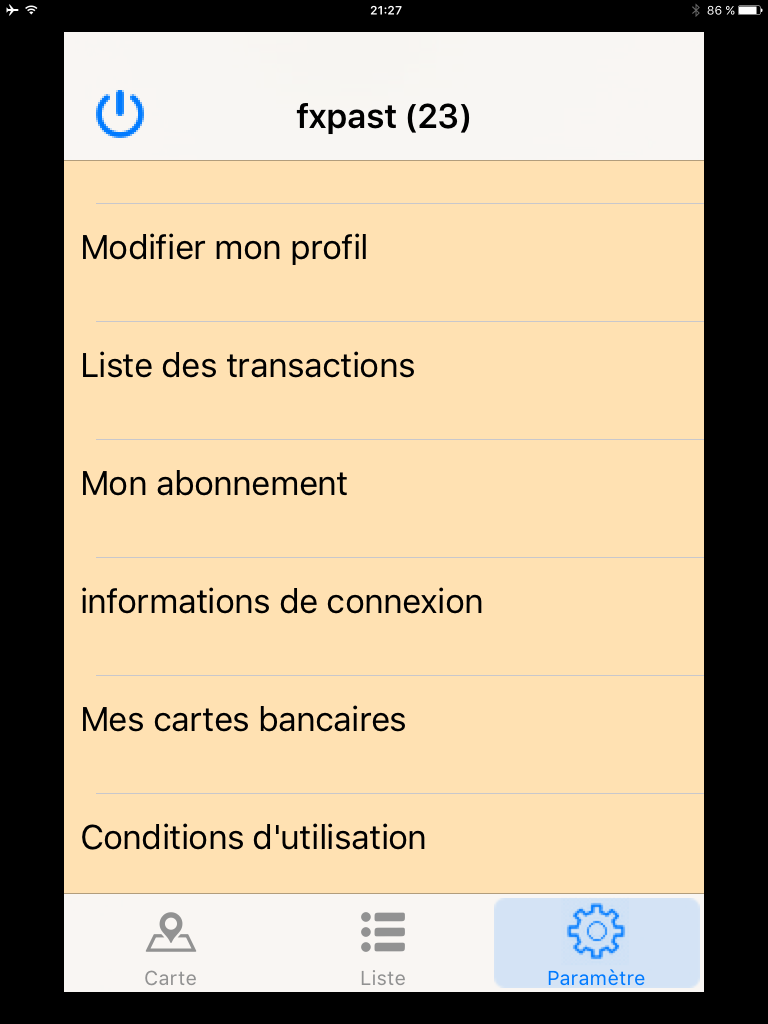 21:27
86 %
fxpast (23)
Modifier mon profil
Liste des transactions
Mon abonnement
informations de connexion
Mes cartes bancaires
Conditions d'utilisation
Carte
Liste
Paramètre